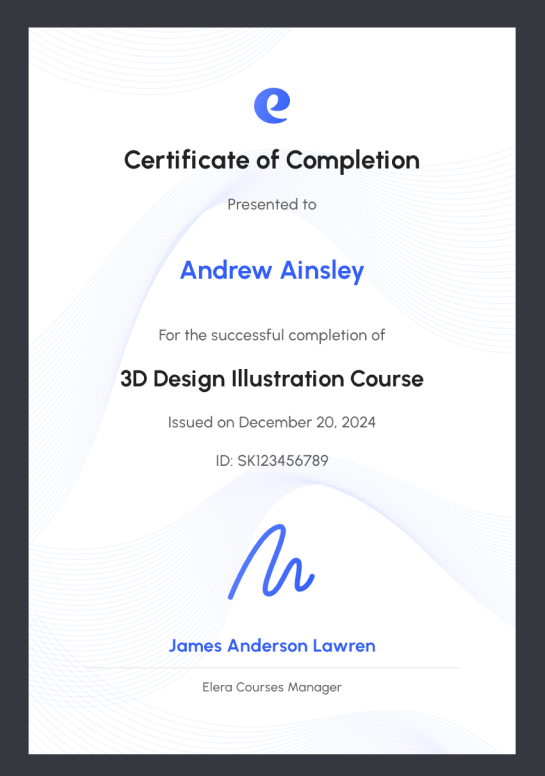 Certificate of Completion
Presented to
Andrew Ainsley
For the successful completion of
3D Design Illustration Course
Issued on December 20, 2024
ID: SK123456789
James Anderson Lawren
Elera Courses Manager